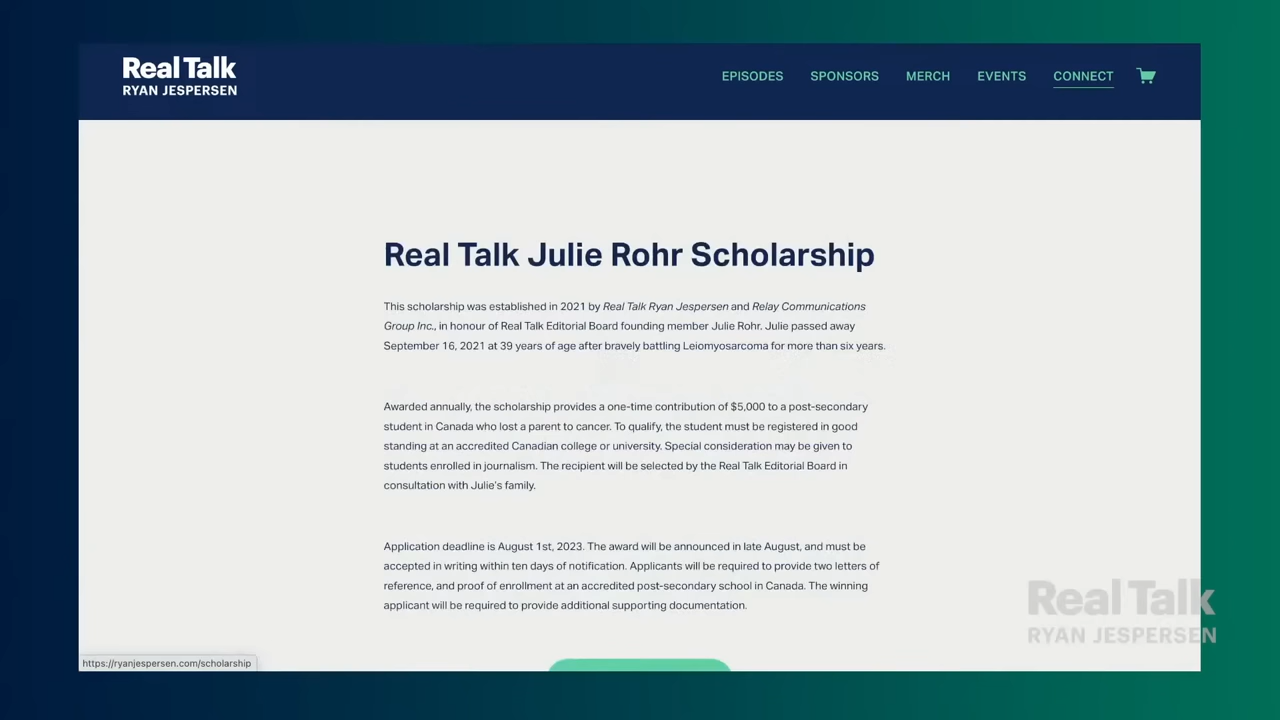 Real Talk
RYAN JESPERSEN
EPISODES SPONSORS MERCH EVENTS CONNECT
Real Talk Julie Rohr Scholarship
This scholarship was established in 2021 by Real Talk Ryan Jespersen and Relay Communications
Group Inc., in honour of Real Talk Editorial Board founding member Julie Rohr. Julie passed away
September 16, 2021 at 39 years of age after bravely battling Leiomyosarcoma for more than six years.
Awarded annually, the scholarship provides a one-time contribution of $5,000 to a post-secondary
student in Canada who lost a parent to cancer. To qualify, the student must be registered in good
standing at an accredited Canadian college or university. Special consideration may be given to
students enrolled in journalism. The recipient will be selected by the Real Talk Editorial Board in
consultation with Julie's family.
Application deadline is August 1st, 2023. The award will be announced in late August, and must be
accepted in writing within ten days of notification. Applicants will be required to provide two letters of
reference, and proof of enrollment at an accredited post-secondary school in Canada. The winning
applicant will be required to provide additional supporting documentation.
Real Talk
RYAN JESPERSEN
https://ryanjespersen.com/scholarship